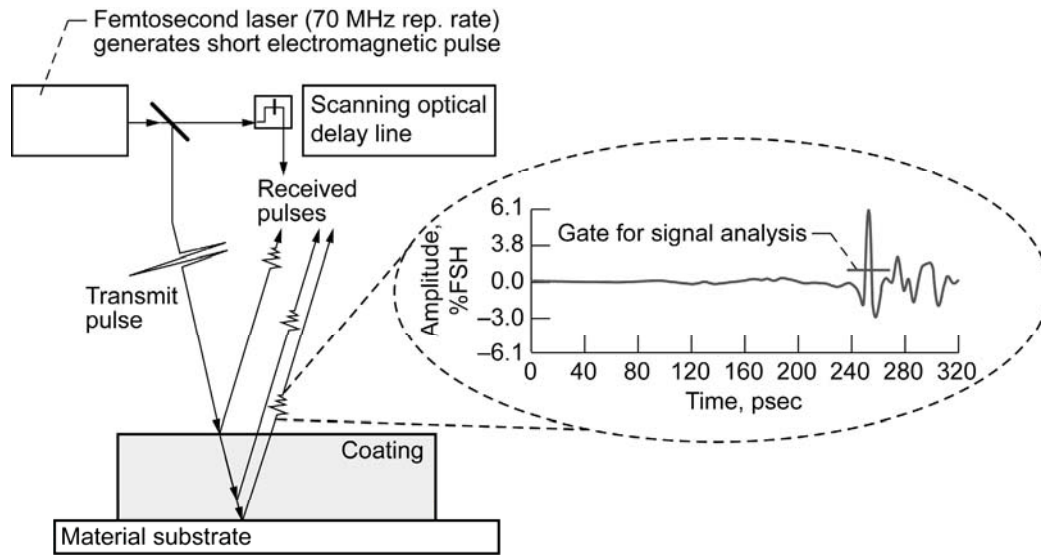 Femtosecond laser (70 MHz rep. rate)
generates short electromagnetic pulse
Scanning optical
delay line
Received
pulses
Transmit
pulse
Coating
Material substrate
Gate for signal analysis
Amplitude,
%FSH
6.1
3.8
0.0
–3.0
–6.1
0 40 80 120 160 200 240 280 320
Time, psec